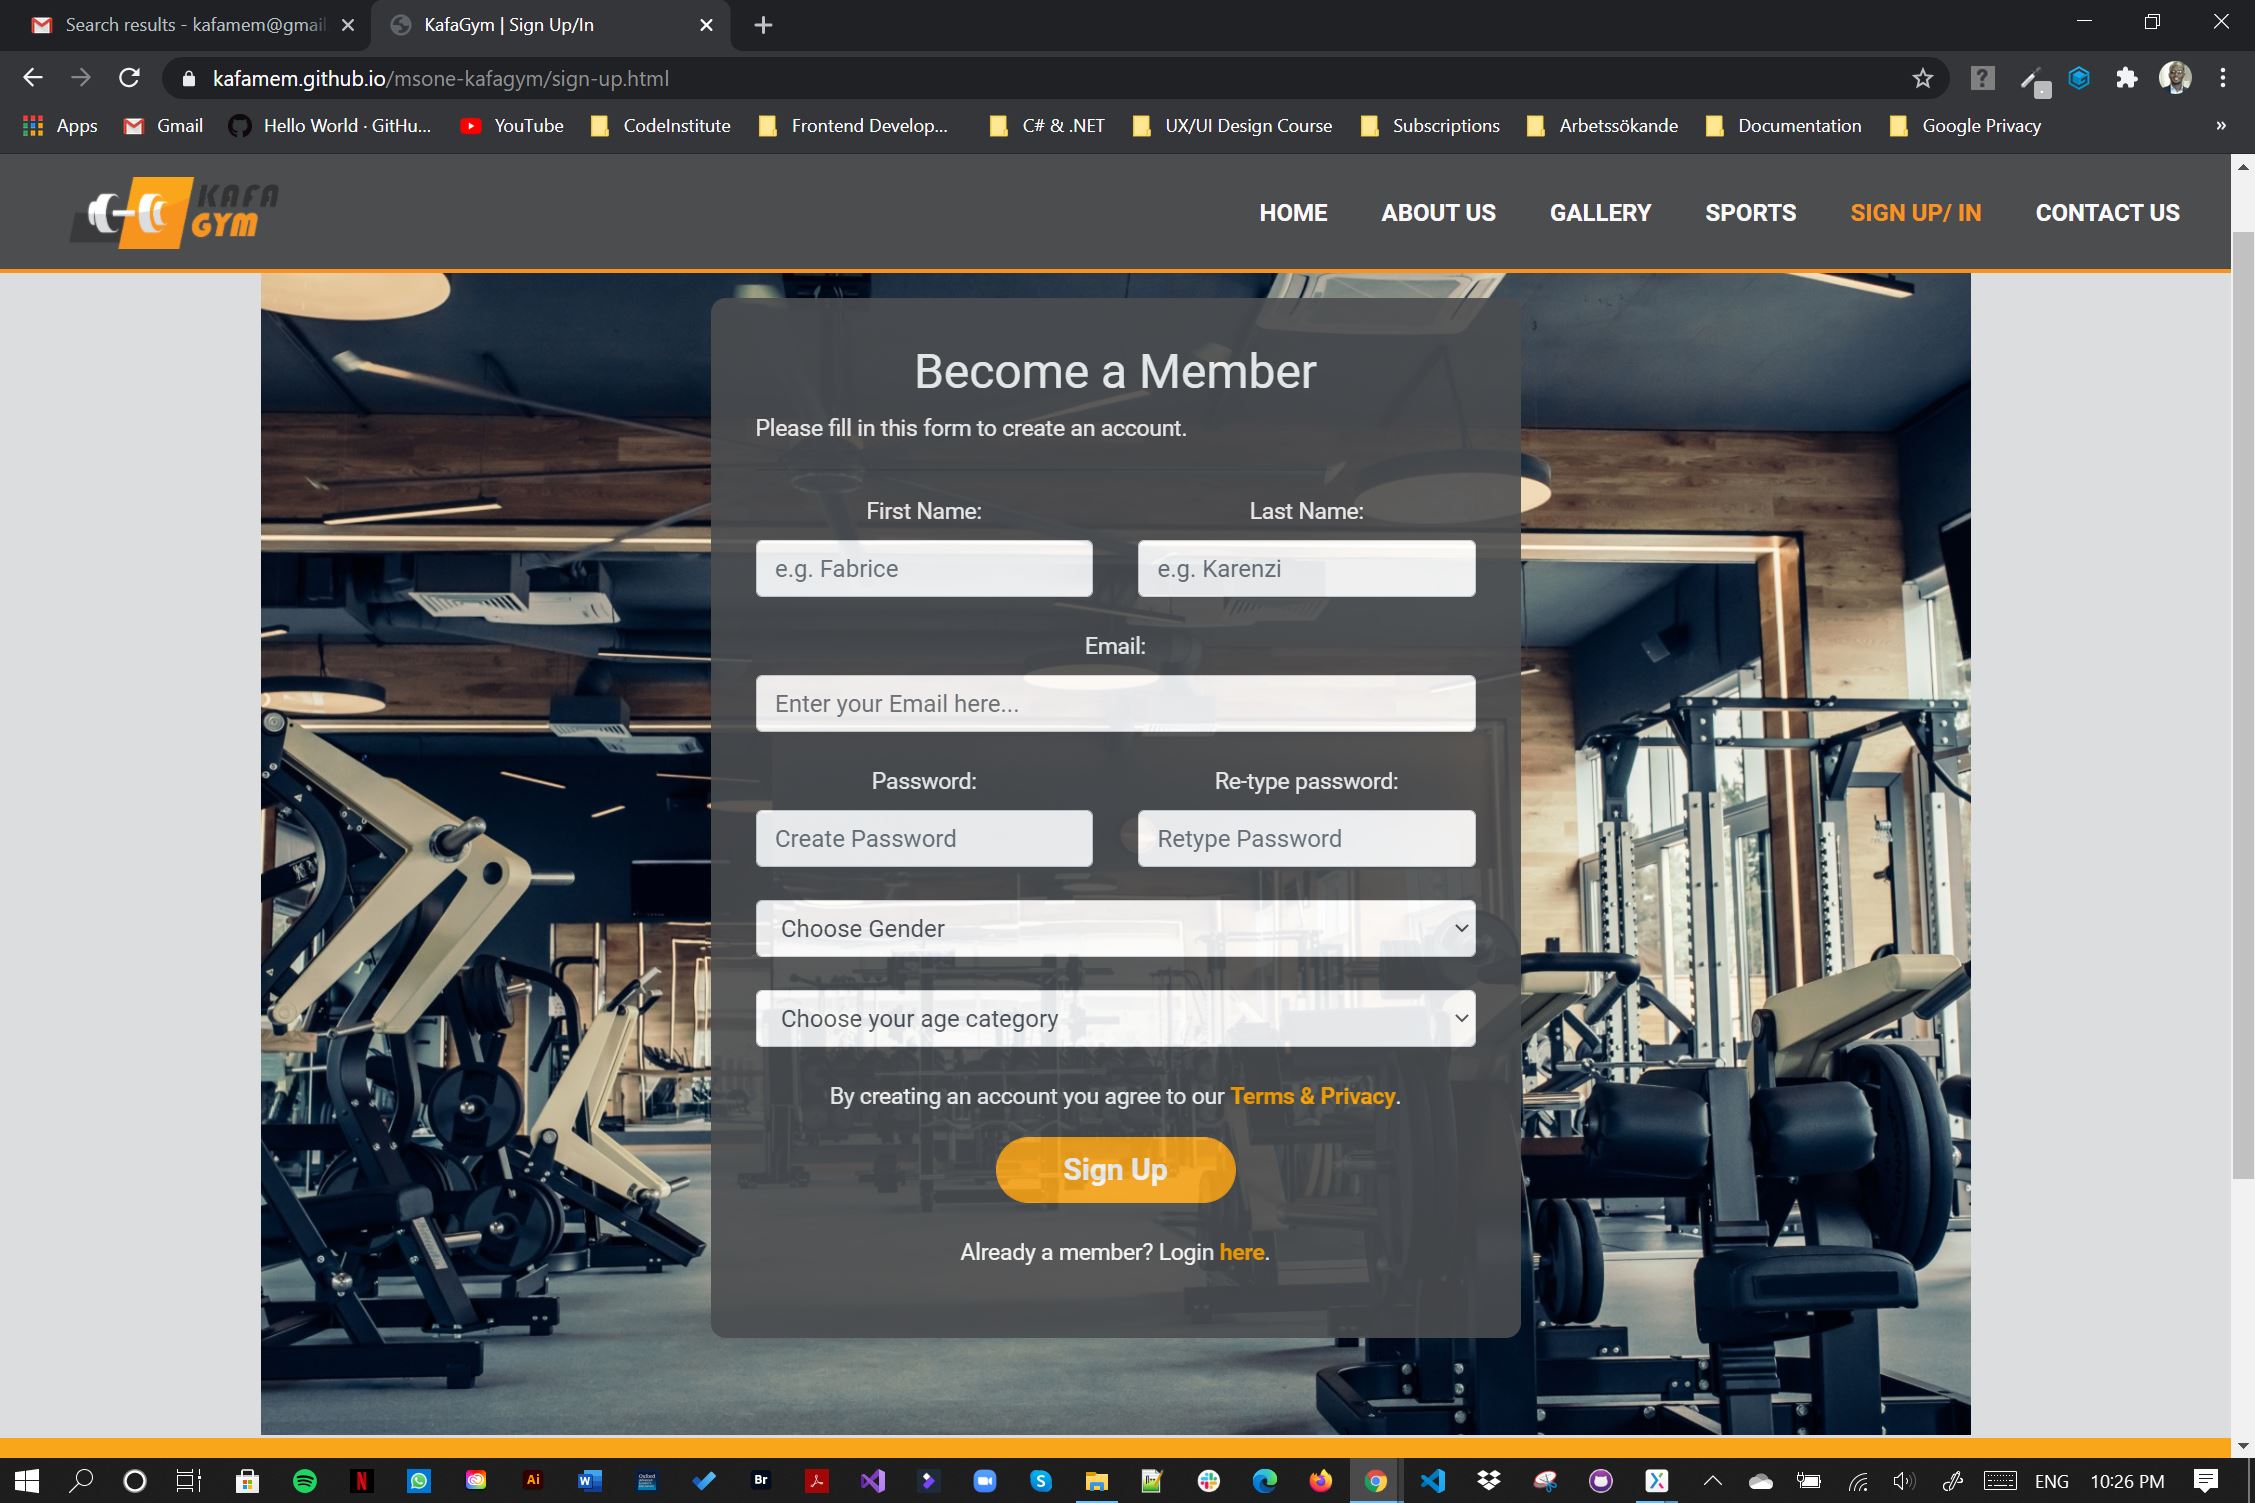 Search results - kafamem@gmail
KafaGym | Sign Up/In
kafamem.github.io/msone-kafagym/sign-up.html
Apps
Gmail
Hello World · GitHu...
YouTube
CodeInstitute
Frontend Develop...
C# & .NET
UX/UI Design Course
Subscriptions
Arbetssökande
Documentation
Google Privacy
»
KAFA
GYM
HOME
ABOUT US
GALLERY
SPORTS
SIGN UP/ IN
CONTACT US
Become a Member
Please fill in this form to create an account.
First Name:
Last Name:
e.g. Fabrice
e.g. Karenzi
Email:
Enter your Email here...
Password:
Re-type password:
Create Password
Retype Password
Choose Gender
Choose your age category
By creating an account you agree to our Terms & Privacy.
Sign Up
Already a member? Login here.
Ai
W
Br
ENG
10:26 PM